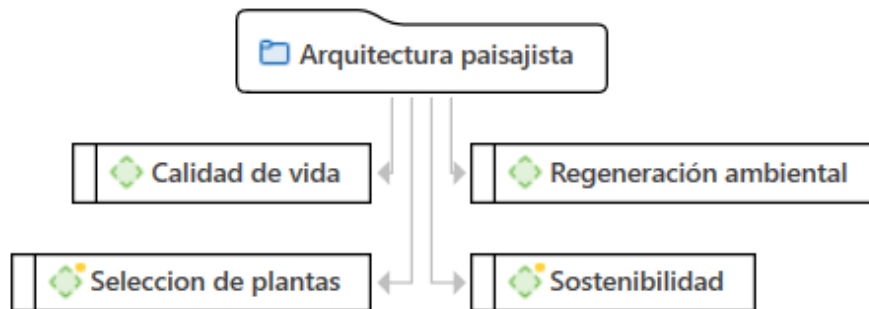 Arquitectura paisajista
Calidad de vida
Regeneración ambiental
Seleccion de plantas
Sostenibilidad